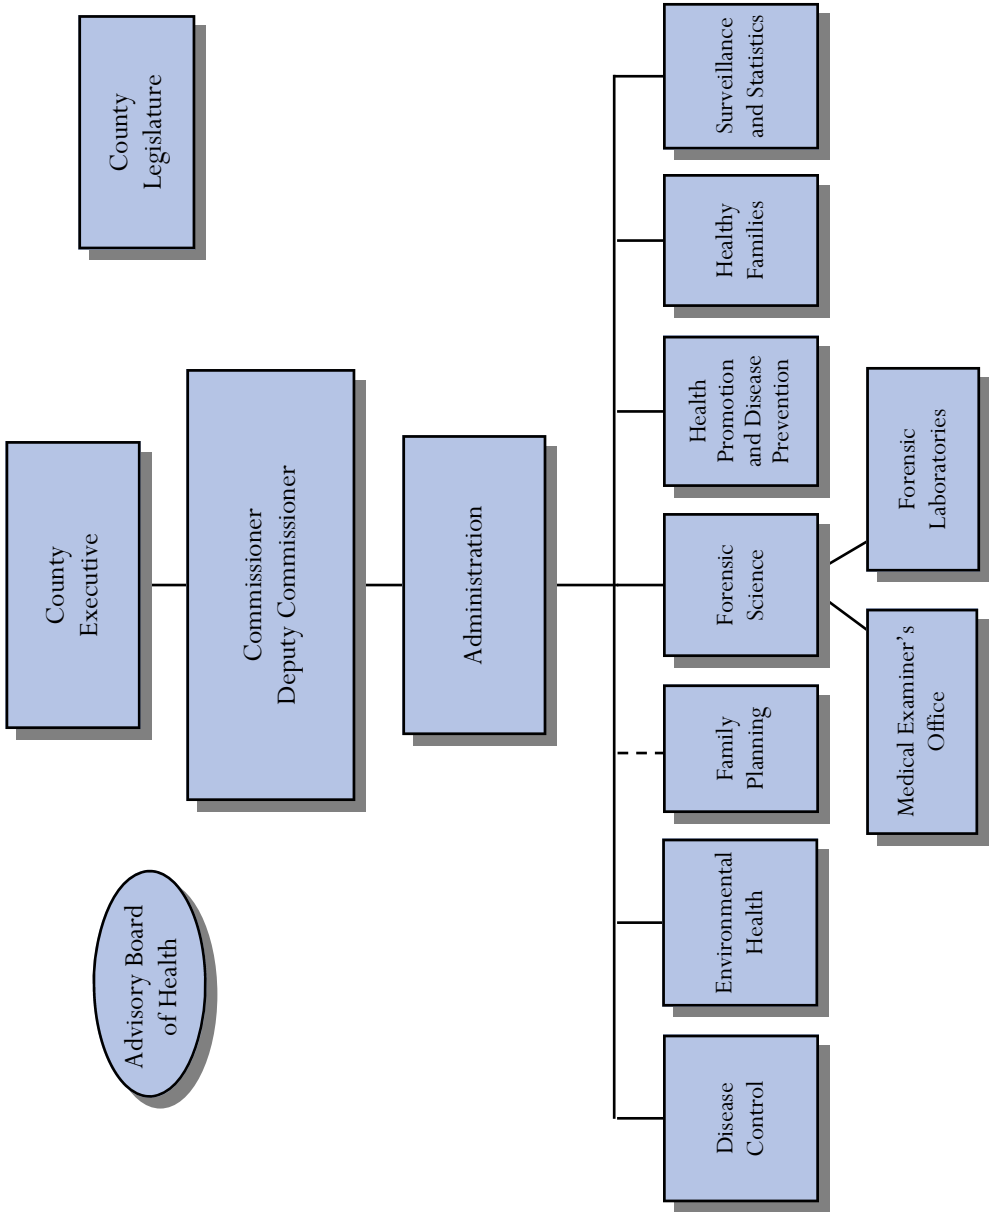 County
Executive
Advisory Board
of Health
County
Legislature
Commissioner
Deputy Commissioner
Administration
Disease
Control
Environmental
Health
Family
Planning
Forensic
Science
Health
Promotion
and Disease
Prevention
Healthy
Families
Surveillance
and Statistics
Medical Examiner's
Office
Forensic
Laboratories